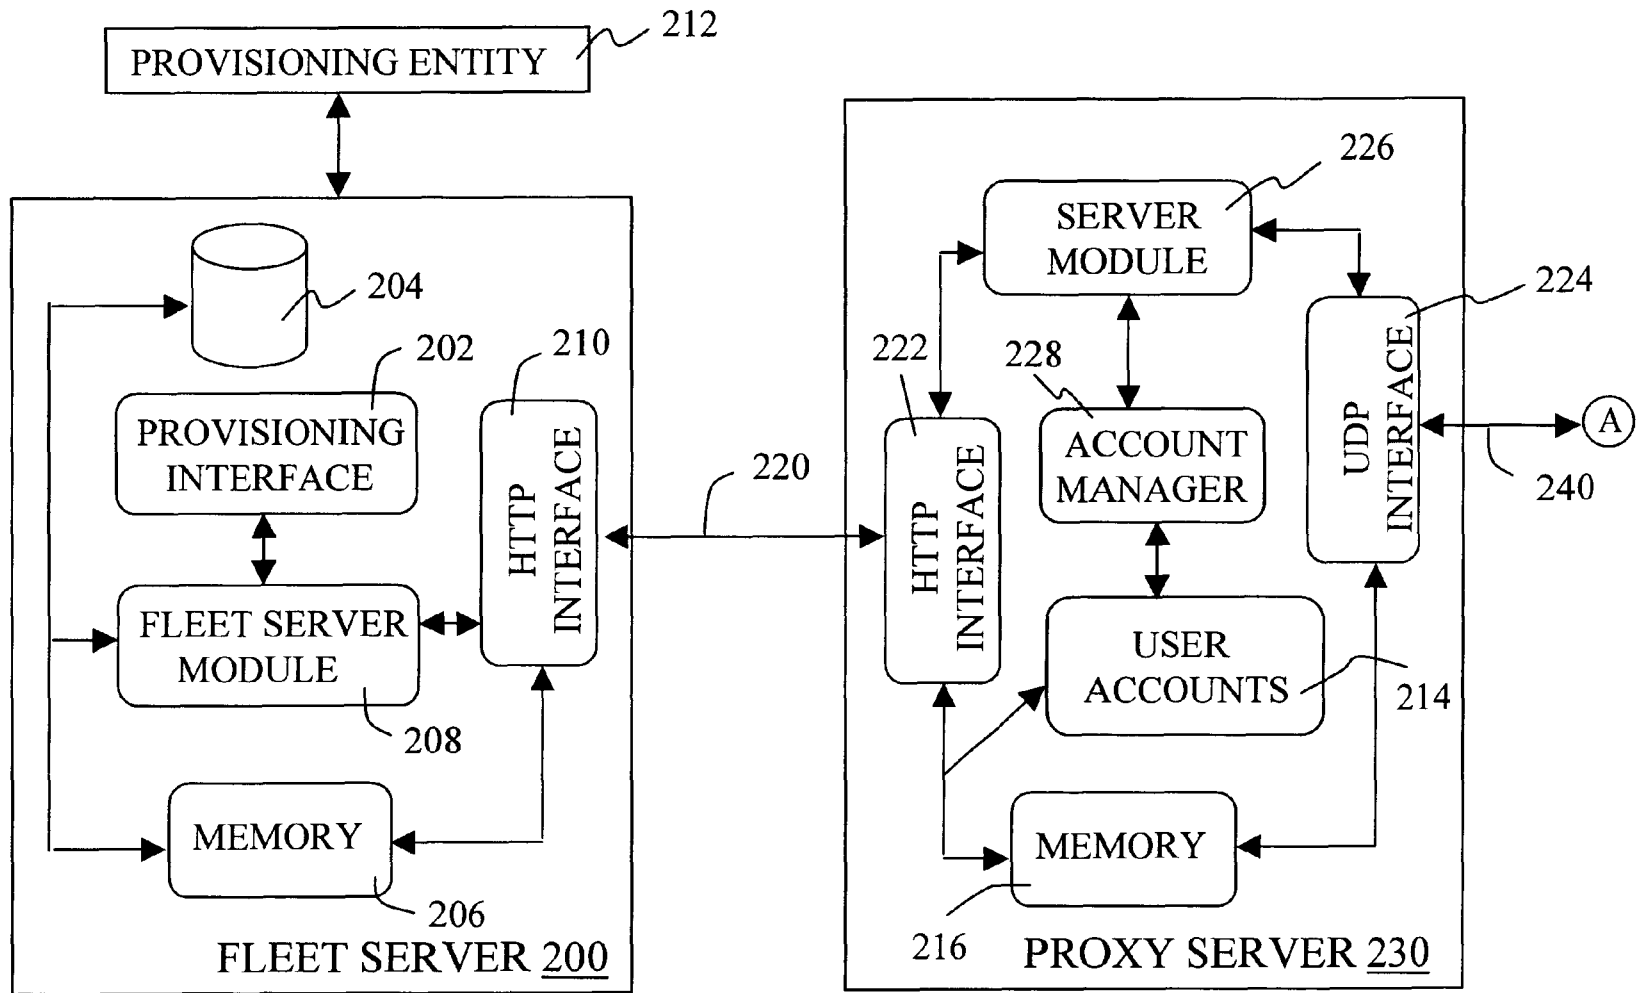 212
PROVISIONING ENTITY
204
202
PROVISIONING
INTERFACE
210
HTTP
INTERFACE
FLEET SERVER
MODULE
208
MEMORY
206
FLEET SERVER 200
220
226
SERVER
MODULE
224
222
228
UDP
INTERFACE
HTTP
INTERFACE
ACCOUNT
MANAGER
A
240
USER
ACCOUNTS
214
MEMORY
216
PROXY SERVER 230